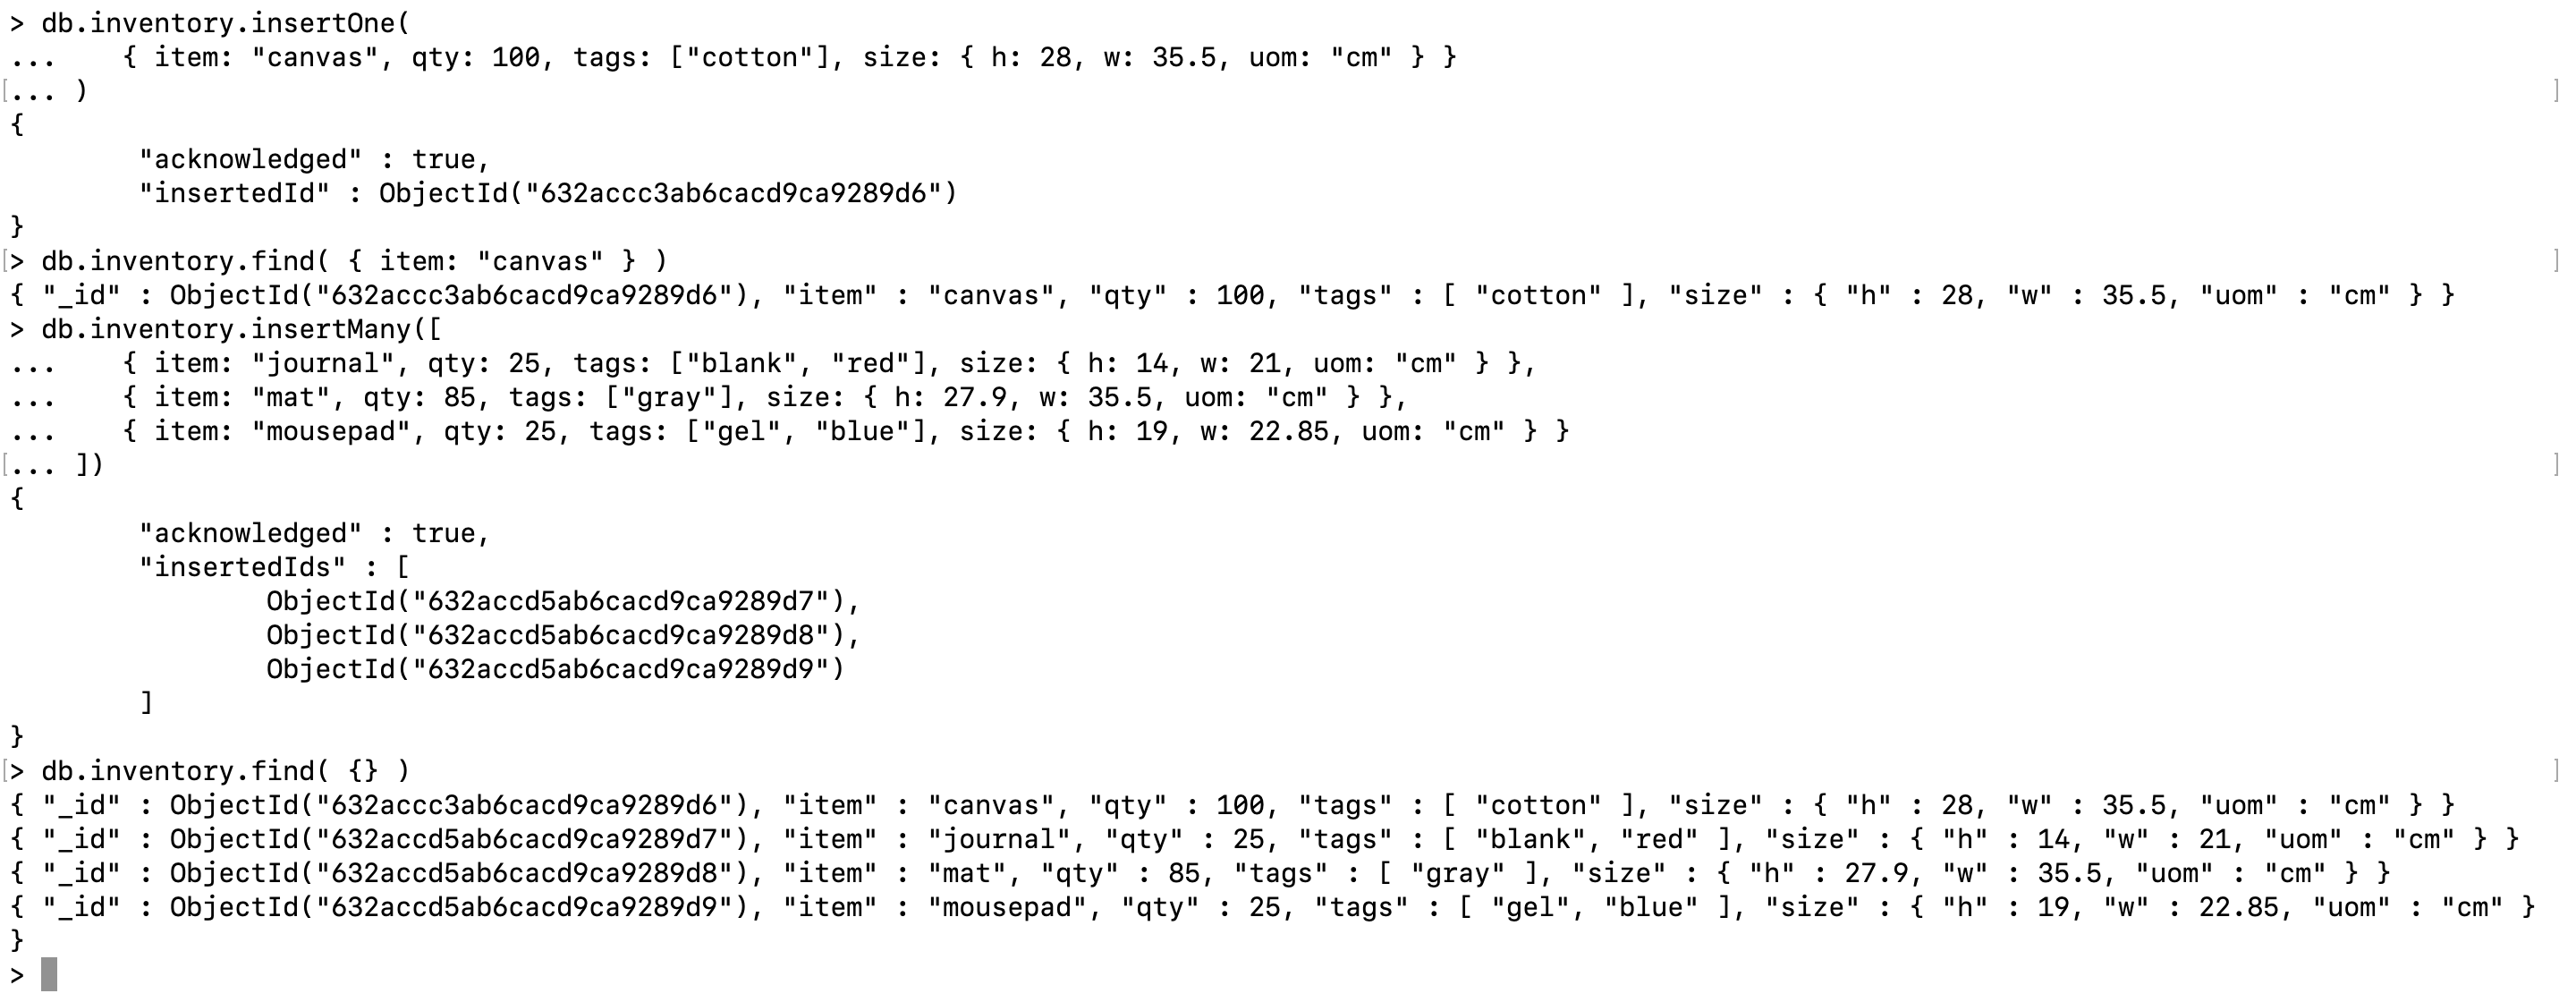 > db.inventory.insertOne(
...    { item: "canvas", qty: 100, tags: ["cotton"], size: { h: 28, w: 35.5, uom: "cm" } }
[... )                                                                              ]
{
        "acknowledged" : true,
        "insertedId" : ObjectId("632accc3ab6cacd9ca9289d6")
}
[> db.inventory.find( { item: "canvas" } )                                          ]
{ "_id" : ObjectId("632accc3ab6cacd9ca9289d6"), "item" : "canvas", "qty" : 100, "tags" : [ "cotton" ], "size" : { "h" : 28, "w" : 35.5, "uom" : "cm" } }
> db.inventory.insertMany([
...    { item: "journal", qty: 25, tags: ["blank", "red"], size: { h: 14, w: 21, uom: "cm" } },
...    { item: "mat", qty: 85, tags: ["gray"], size: { h: 27.9, w: 35.5, uom: "cm" } },
...    { item: "mousepad", qty: 25, tags: ["gel", "blue"], size: { h: 19, w: 22.85, uom: "cm" } }
[... ])                                                                             ]
{
        "acknowledged" : true,
        "insertedIds" : [
                ObjectId("632accd5ab6cacd9ca9289d7"),
                ObjectId("632accd5ab6cacd9ca9289d8"),
                ObjectId("632accd5ab6cacd9ca9289d9")
        ]
}
[> db.inventory.find( {} )                                                          ]
{ "_id" : ObjectId("632accc3ab6cacd9ca9289d6"), "item" : "canvas", "qty" : 100, "tags" : [ "cotton" ], "size" : { "h" : 28, "w" : 35.5, "uom" : "cm" } }
{ "_id" : ObjectId("632accd5ab6cacd9ca9289d7"), "item" : "journal", "qty" : 25, "tags" : [ "blank", "red" ], "size" : { "h" : 14, "w" : 21, "uom" : "cm" } }
{ "_id" : ObjectId("632accd5ab6cacd9ca9289d8"), "item" : "mat", "qty" : 85, "tags" : [ "gray" ], "size" : { "h" : 27.9, "w" : 35.5, "uom" : "cm" } }
{ "_id" : ObjectId("632accd5ab6cacd9ca9289d9"), "item" : "mousepad", "qty" : 25, "tags" : [ "gel", "blue" ], "size" : { "h" : 19, "w" : 22.85, "uom" : "cm" }
}
>